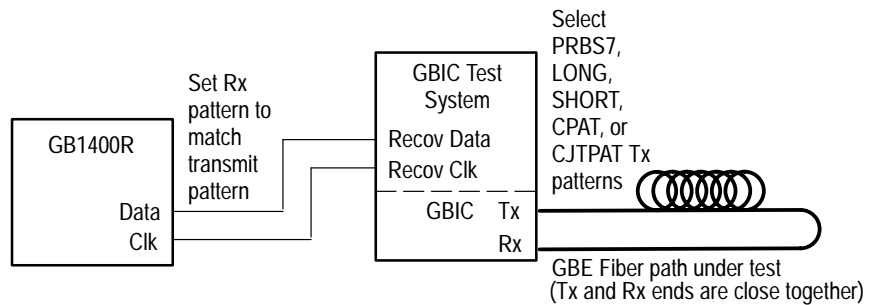 GB1400R
Data
Clk
Set Rx
pattern to
match
transmit
pattern
GBIC Test
System
Recov Data
Recov Clk
GBIC Tx
Rx
Select
PRBS7,
LONG,
SHORT,
CPAT, or
CJTPAT Tx
patterns
GBE Fiber path under test
(Tx and Rx ends are close together)